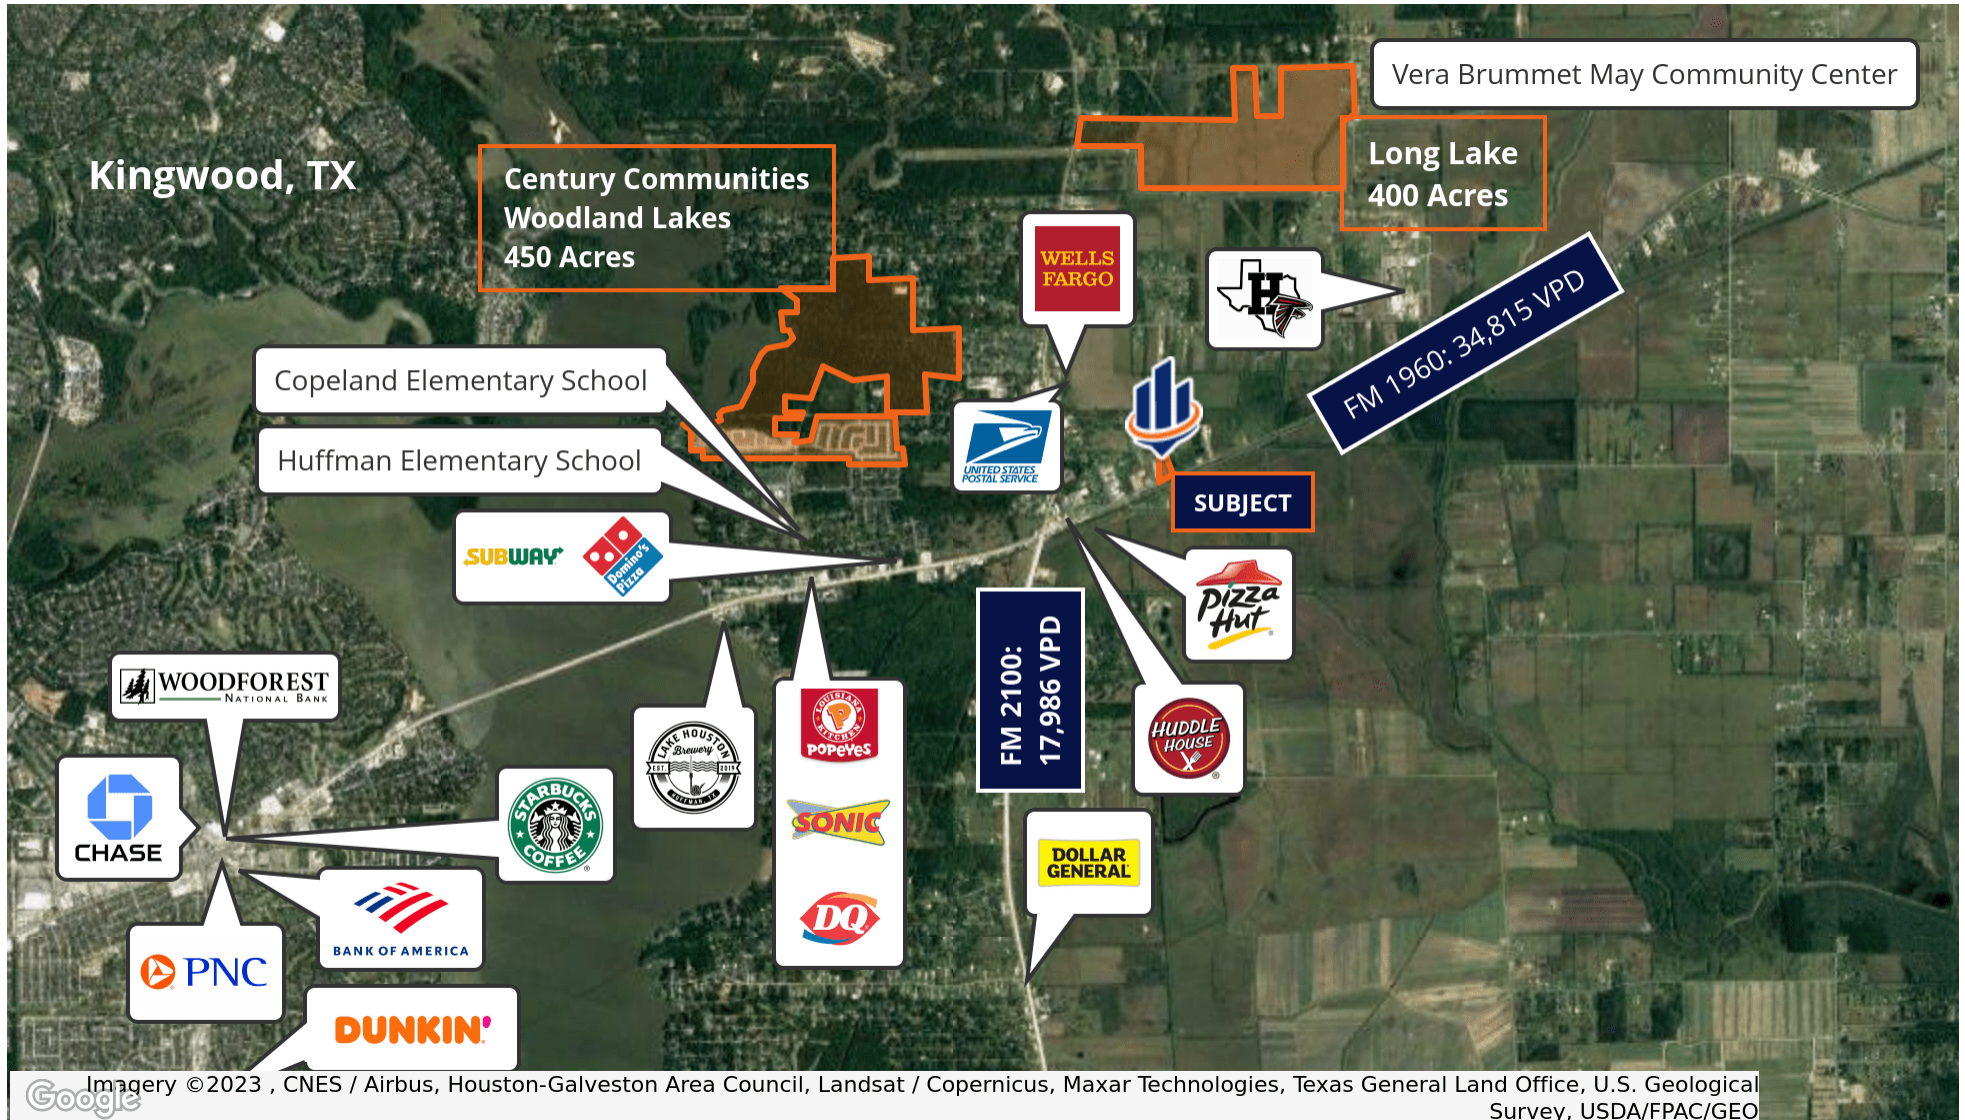 Vera Brummet May Community Center
Kingwood, TX
Century Communities
Woodland Lakes
450 Acres
Long Lake
400 Acres
WELLS
FARGO
H
FM 1960: 34,815 VPD
Copeland Elementary School
Huffman Elementary School
UNITED STATES
POSTAL SERVICE
SUBJECT
SUBWAY
Domino's
Pizza
Pizza
Hut
FM 2100:
17,986 VPD
WOODFOREST
NATIONAL BANK
LOUISIANA
KITCHEN
POPEYES
LAKE HOUSTON
Brewery
EST. 2019
HUFFMAN, TX
HUDDLE
HOUSE
CHASE
STARBUCKS
COFFEE
SONIC
DOLLAR
GENERAL
DQ
BANK OF AMERICA
PNC
DUNKIN'
Imagery ©2023 , CNES / Airbus, Houston-Galveston Area Council, Landsat / Copernicus, Maxar Technologies, Texas General Land Office, U.S. Geological
Survey, USDA/FPAC/GEO
Google